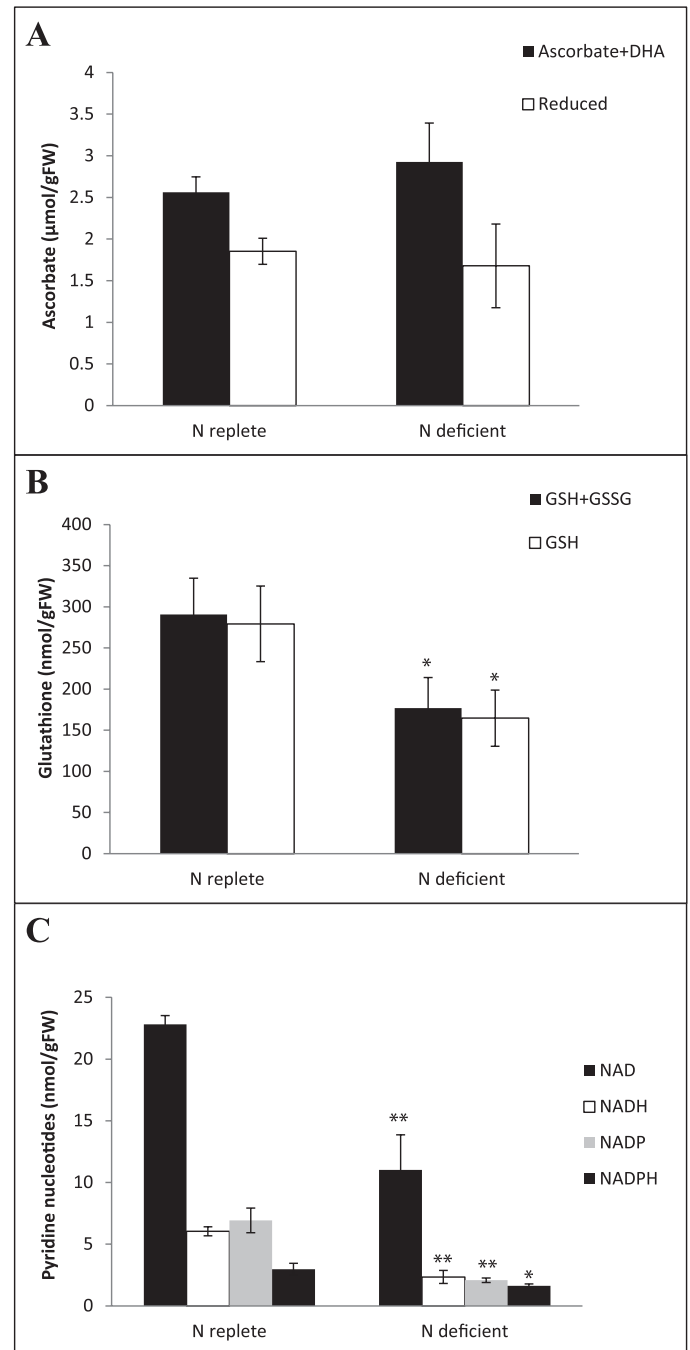 A
Ascorbate+DHA
Reduced
Ascorbate (µmol/gFW)
4
3.5
3
2.5
2
1.5
1
0.5
0
N replete
N deficient
B
GSH+GSSG
GSH
Glutathione (nmol/gFW)
400
350
300
250
200
150
100
50
0
*
*
N replete
N deficient
C
Pyridine nucleotides (nmol/gFW)
25
20
15
10
5
0
**
**
**
*
NAD
NADH
NADP
NADPH
N replete
N deficient